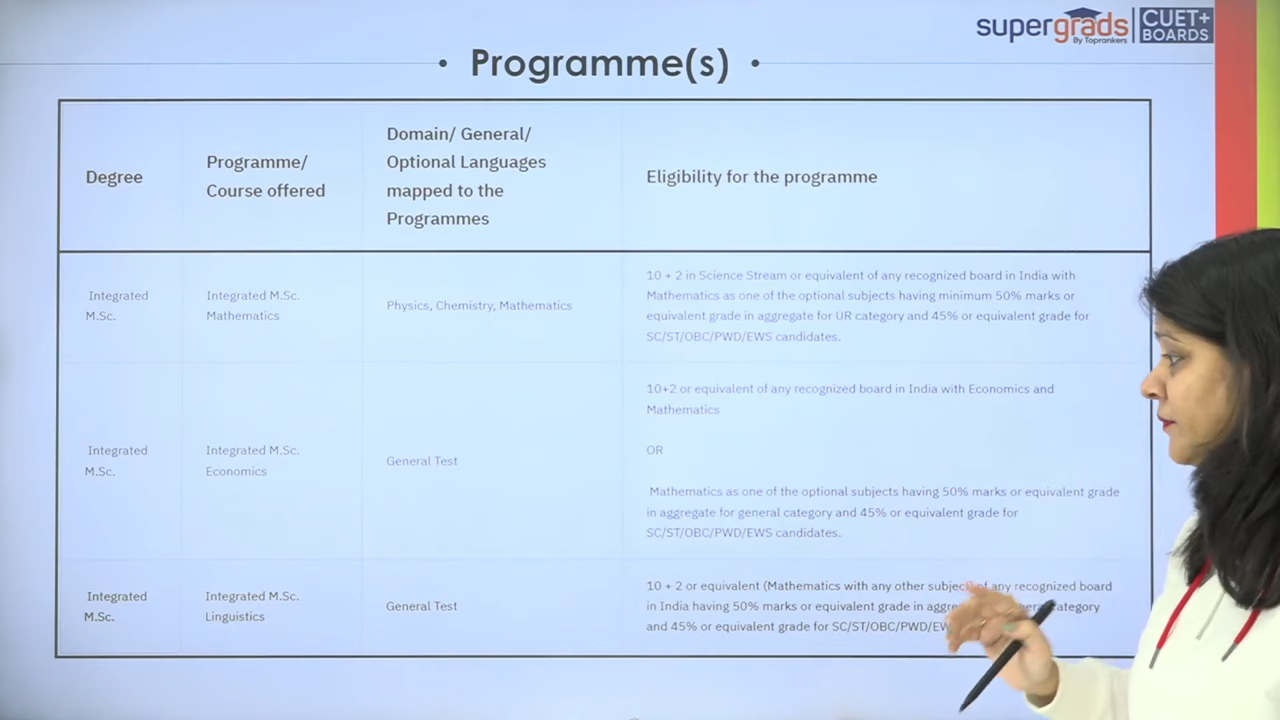 supergrads
By Toprankers
CUET+
BOARDS
• Programme(s) •
Degree
Programme/
Course offered
Domain/ General/
Optional Languages
mapped to the
Programmes
Eligibility for the programme
Integrated
M.Sc.
Integrated M.Sc.
Mathematics
Physics, Chemistry, Mathematics
10 + 2 in Science Stream or equivalent of any recognized board in India with
Mathematics as one of the optional subjects having minimum 50% marks or
equivalent grade in aggregate for UR category and 45% or equivalent grade for
SC/ST/OBC/PWD/EWS candidates.
Integrated
M.Sc.
Integrated M.Sc.
Economics
General Test
10+2 or equivalent of any recognized board in India with Economics and
Mathematics
OR
Mathematics as one of the optional subjects having 50% marks or equivalent grade
in aggregate for general category and 45% or equivalent grade for
SC/ST/OBC/PWD/EWS candidates.
Integrated
M.Sc.
Integrated M.Sc.
Linguistics
General Test
10 + 2 or equivalent (Mathematics with any other subject) of any recognized board
in India having 50% marks or equivalent grade in category
and 45% or equivalent grade for